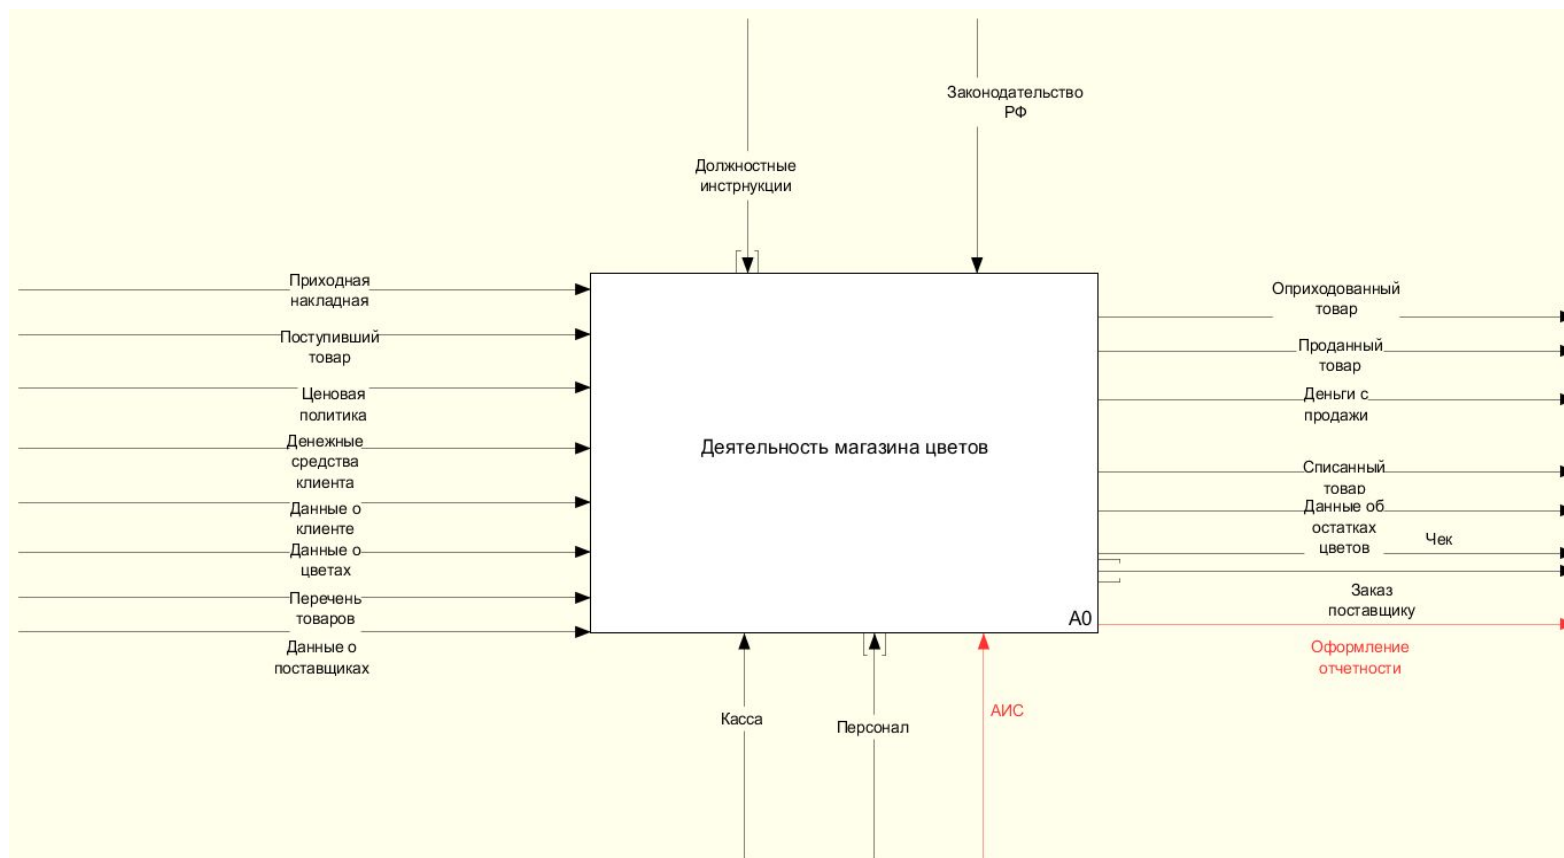 Законодательство
РФ
Должностные
инстрнукции
Приходная
накладная
Поступивший
товар
Ценовая
политика
Денежные
средства
клиента
Данные о
клиенте
Данные о
цветах
Перечень
товаров
Данные о
поставщиках
Деятельность магазина цветов
A0
Оприходованный
товар
Проданный
товар
Деньги с
продажи
Списанный
товар
Данные об
остатках
цветов
Чек
Заказ
поставщику
Оформление
отчетности
Касса
Персонал
АИС